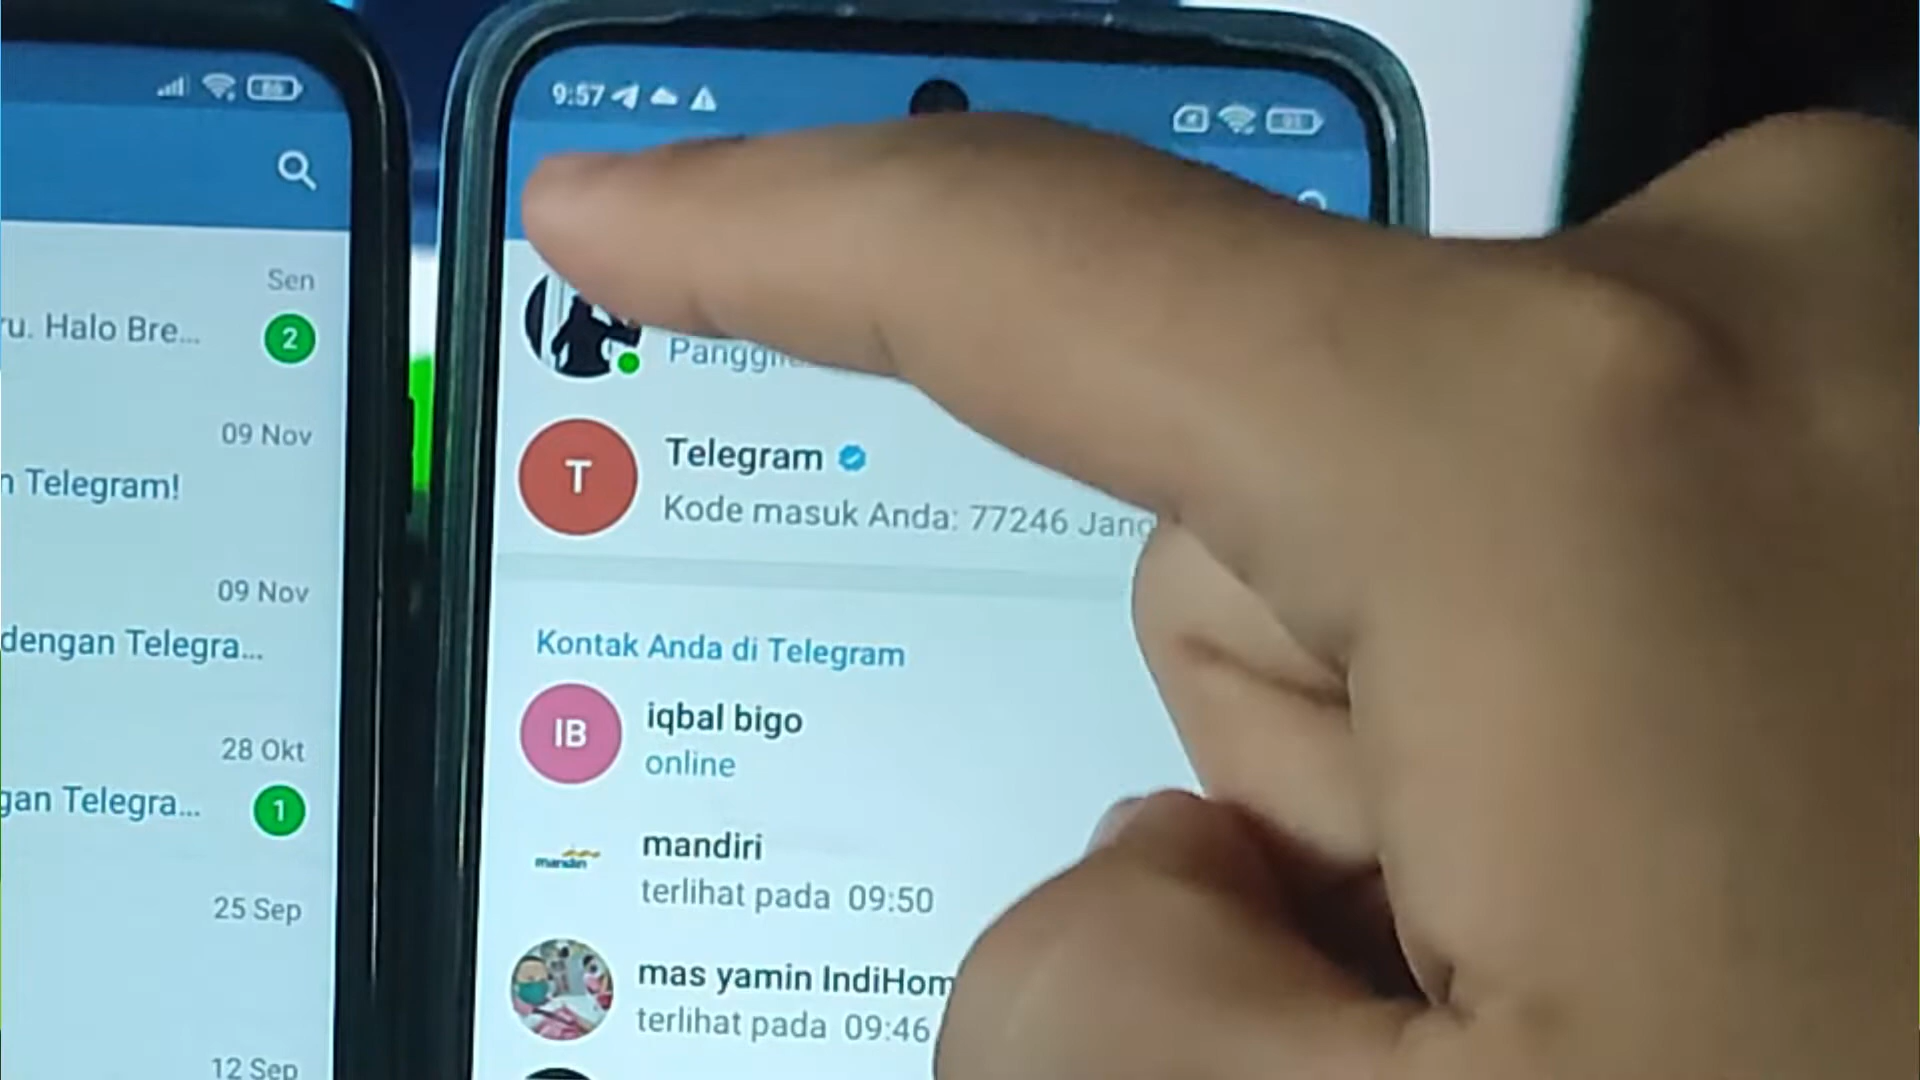 Sen
ru. Halo Bre...
2
09 Nov
n Telegram!
09 Nov
dengan Telegra...
28 Okt
gan Telegra...
1
25 Sep
12 Sep
9:57
T
Telegram
Kode masuk Anda: 77246 Jang
Kontak Anda di Telegram
IB
iqbal bigo
online
mandiri
mandiri
terlihat pada 09:50
mas yamin IndiHom
terlihat pada 09:46